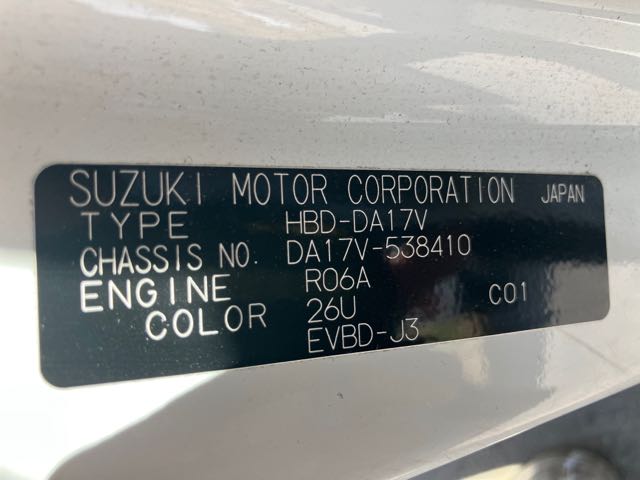 SUZUKI MOTOR CORPORATION JAPAN
TYPE HBD-DA17V
CHASSIS NO. DA17V-538410
ENGINE R06A
COLOR 26U C01
EVBD-J3